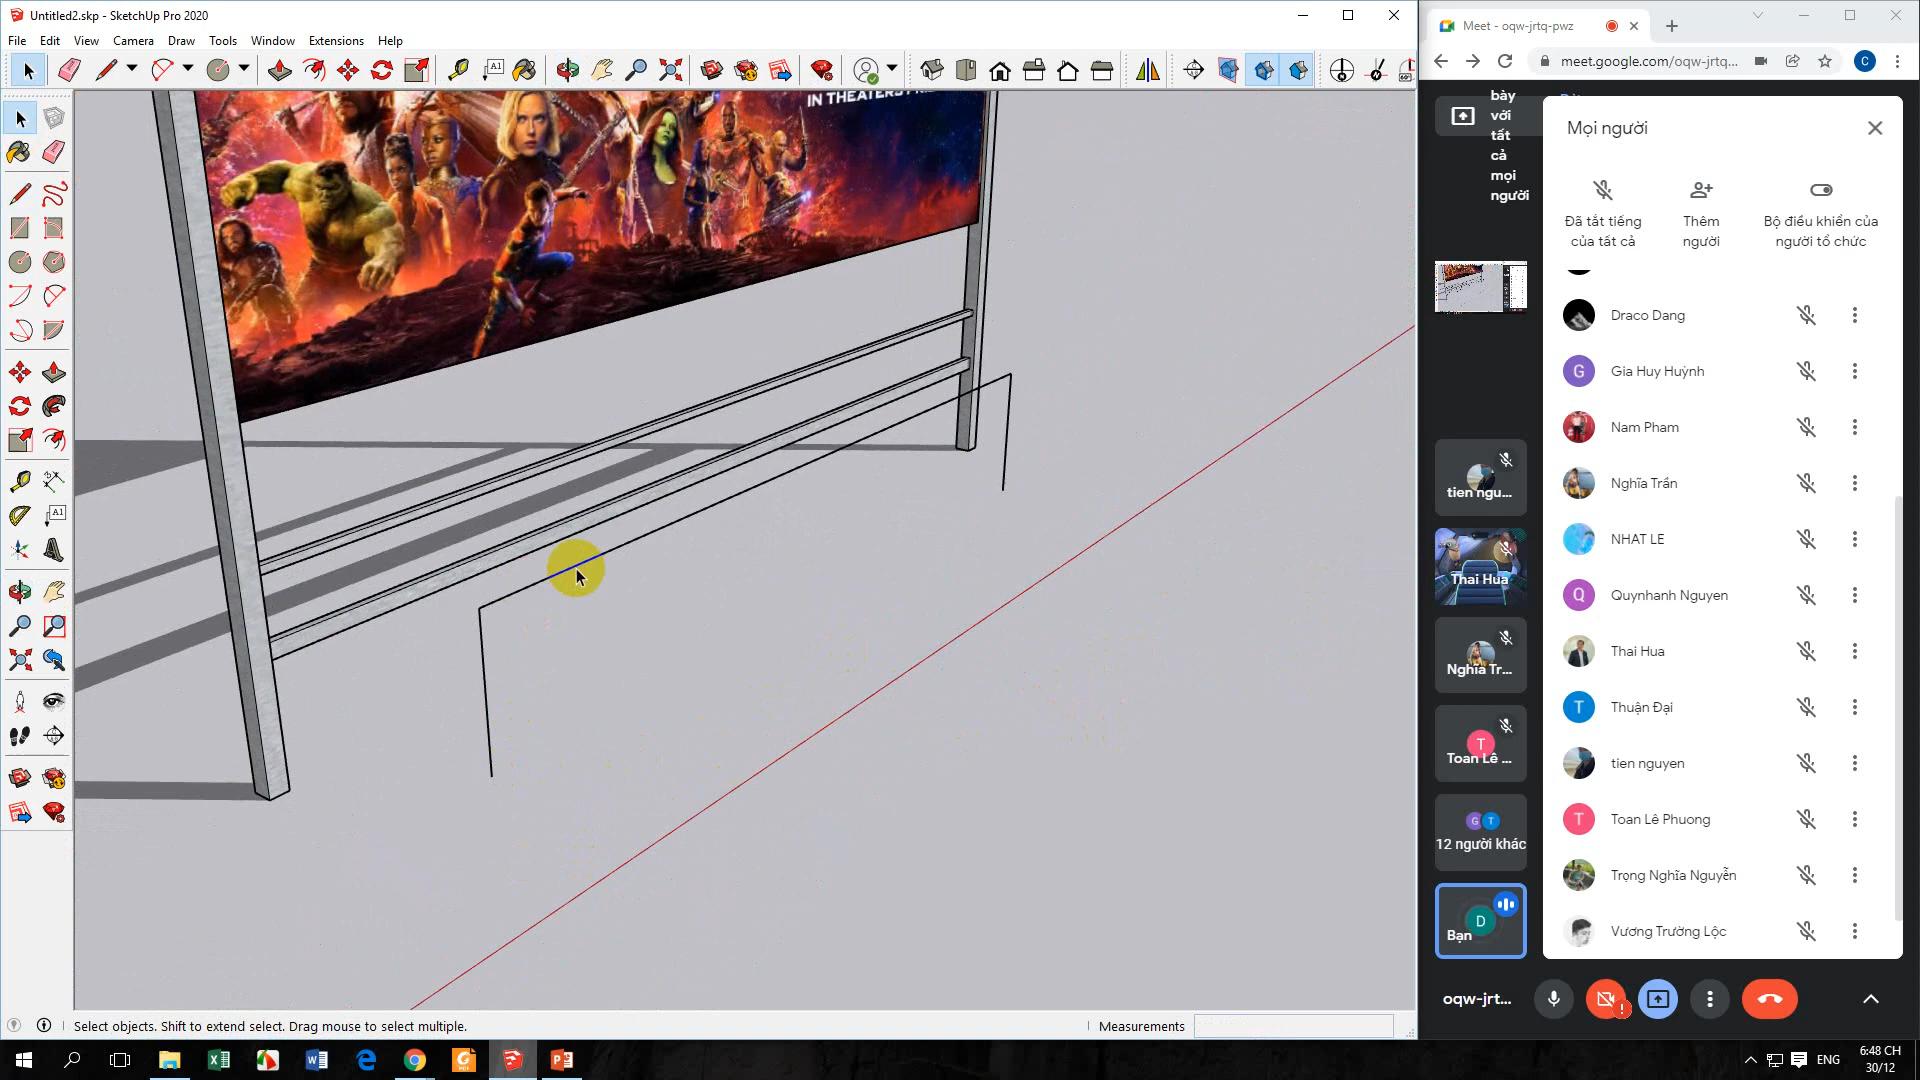 Untitled2.skp - SketchUp Pro 2020
File Edit View Camera Draw Tools Window Extensions Help
A1
60°
IN THEATERS
A1
Select objects. Shift to extend select. Drag mouse to select multiple.
Measurements
Meet - oqw-jrtq-pwz
meet.google.com/oqw-jrtq...
C
bày
với
tất
cả
mọi
người
tien ngu...
Thai Hua
Nghĩa Tr...
T
Toan Lê ...
G T
12 người khác
D
Bạn
Mọi người
Đã tắt tiếng
của tất cả
Thêm
người
Bộ điều khiển của
người tổ chức
Draco Dang
G Gia Huy Huỳnh
Nam Pham
Nghĩa Trần
NHAT LE
Q Quynhanh Nguyen
Thai Hua
T Thuận Đại
tien nguyen
T Toan Lê Phuong
Trọng Nghĩa Nguyễn
Vương Trường Lộc
oqw-jrt...
ENG
6:48 CH
30/12